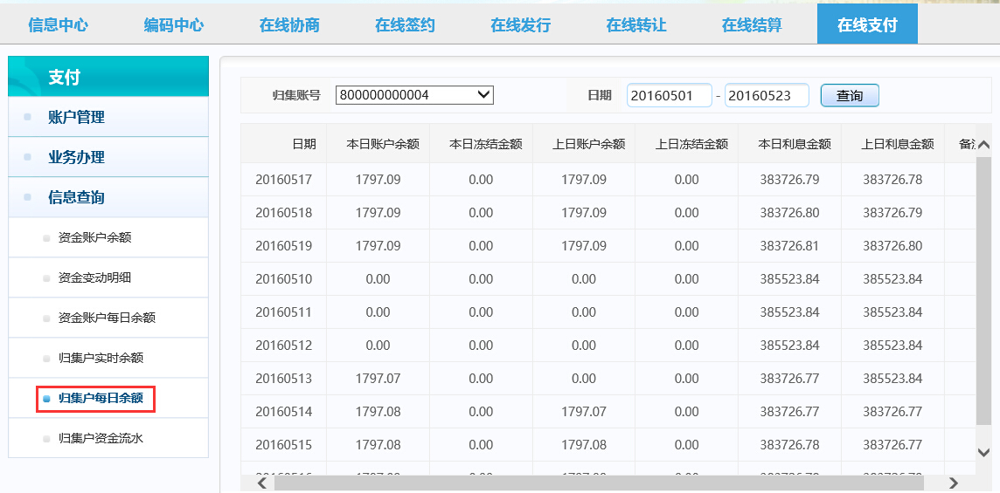 信息中心 编码中心 在线协商 在线签约 在线发行 在线转让 在线结算 在线支付
支付
账户管理
业务办理
信息查询
资金账户余额
资金变动明细
资金账户每日余额
归集户实时余额
归集户每日余额
归集户资金流水
归集账号 800000000004 日期 20160501 - 20160523 查询
日期 本日账户余额 本日冻结金额 上日账户余额 上日冻结金额 本日利息金额 上日利息金额
20160517 1797.09 0.00 1797.09 0.00 383726.79 383726.78
20160518 1797.09 0.00 1797.09 0.00 383726.80 383726.79
20160519 1797.09 0.00 1797.09 0.00 383726.81 383726.80
20160510 0.00 0.00 0.00 0.00 385523.84 385523.84
20160511 0.00 0.00 0.00 0.00 385523.84 385523.84
20160512 0.00 0.00 0.00 0.00 385523.84 385523.84
20160513 1797.07 0.00 0.00 0.00 383726.77 385523.84
20160514 1797.08 0.00 1797.07 0.00 383726.77 383726.77
20160515 1797.08 0.00 1797.08 0.00 383726.78 383726.77